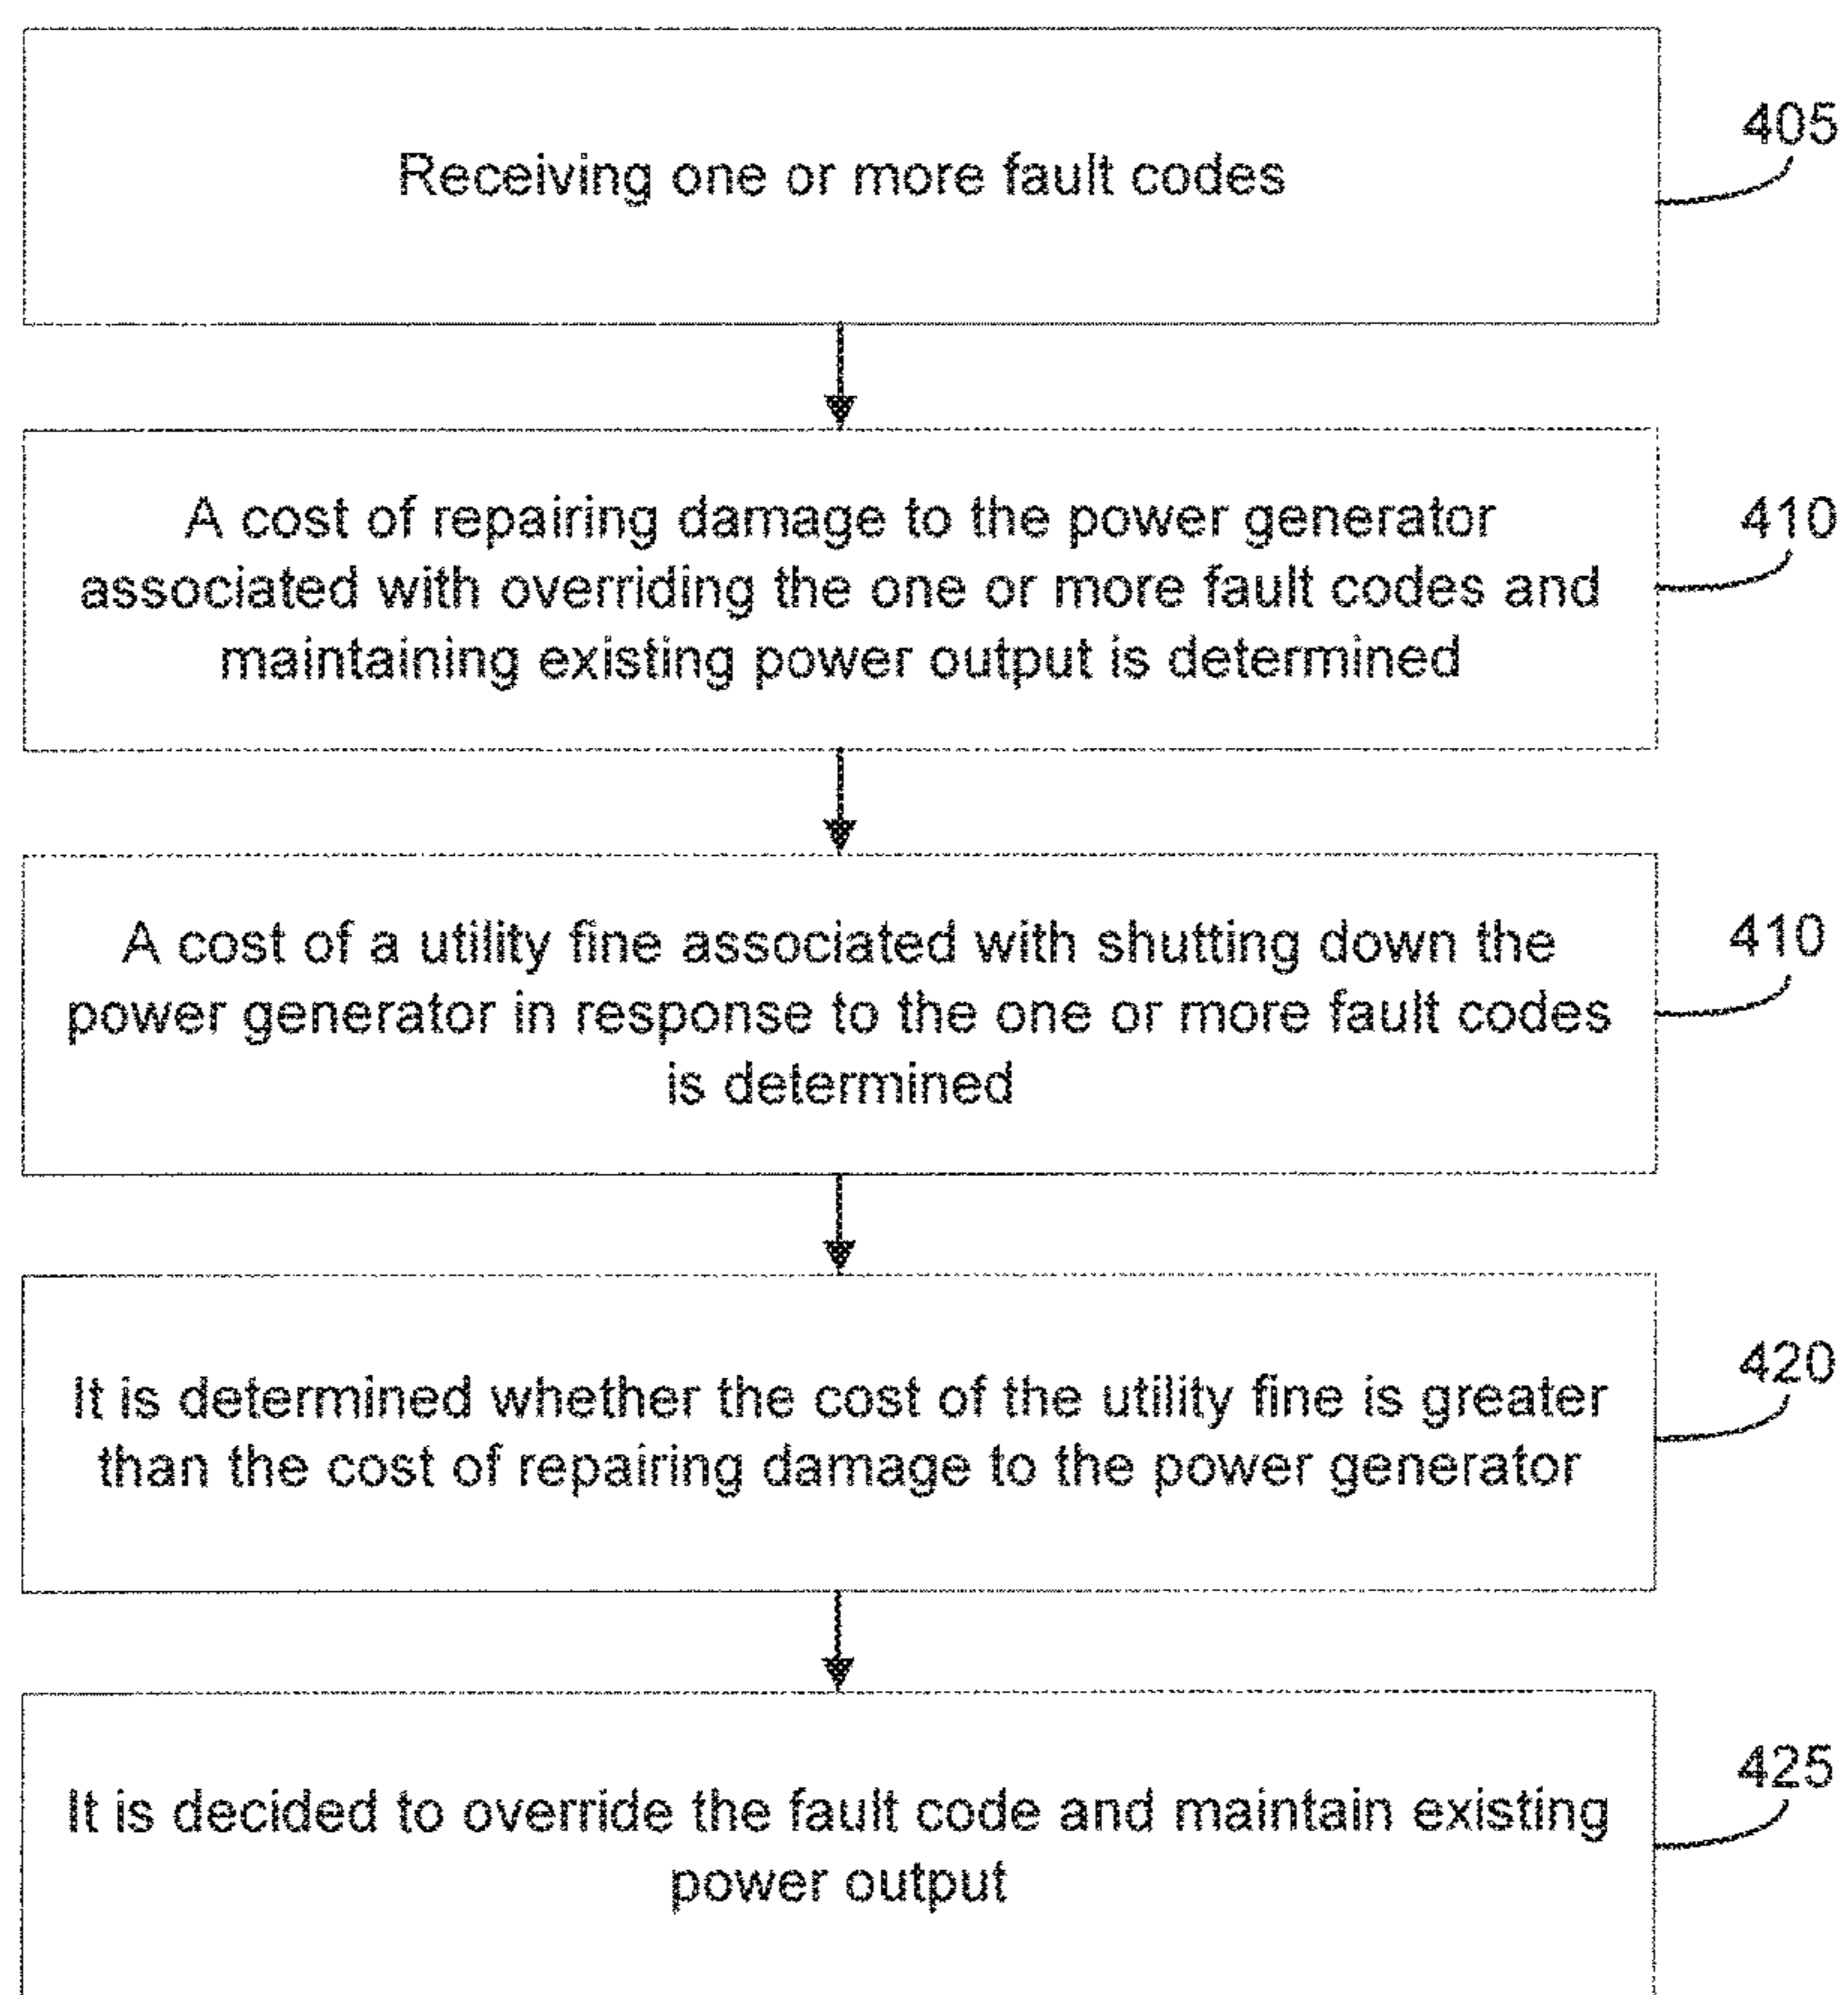 Receiving one or more fault codes
405
A cost of repairing damage to the power generator
associated with overriding the one or more fault codes and
maintaining existing power output is determined
410
A cost of a utility fine associated with shutting down the
power generator in response to the one or more fault codes
is determined
410
It is determined whether the cost of the utility fine is greater
than the cost of repairing damage to the power generator
420
It is decided to override the fault code and maintain existing
power output
425